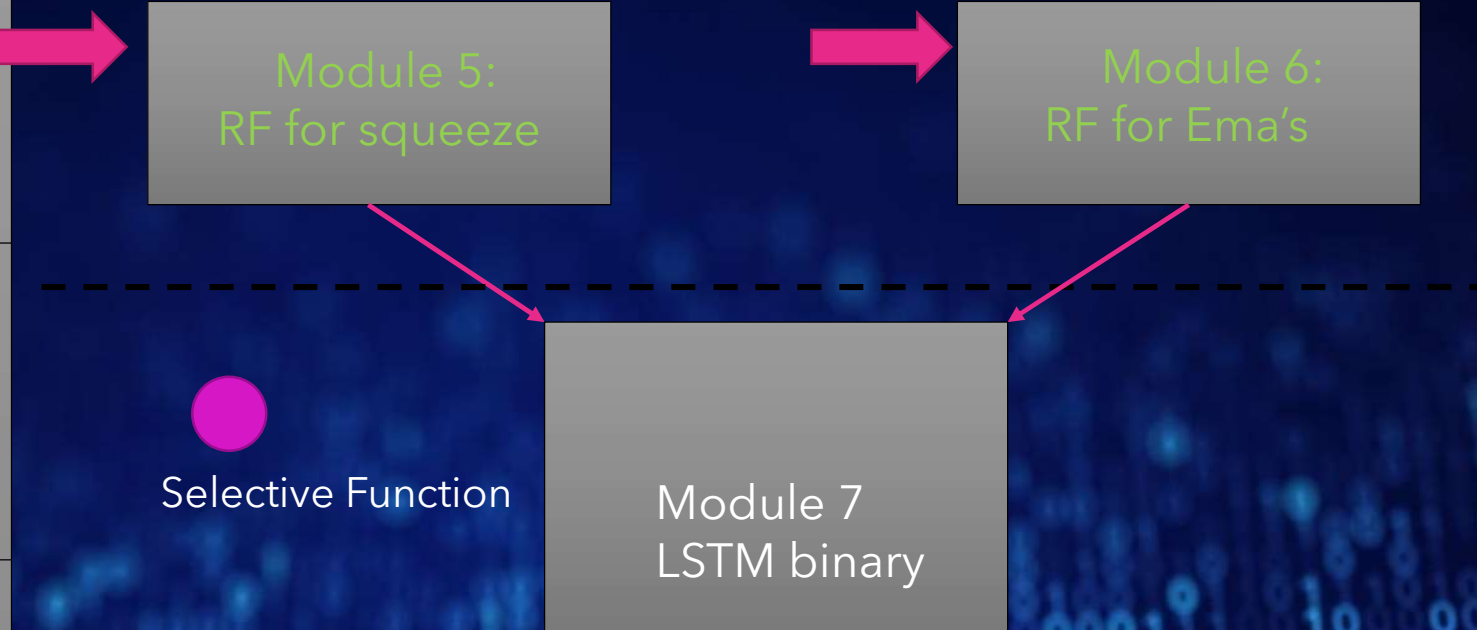 Module 5:
RF for squeeze
Module 6:
RF for Ema’s
Selective Function
Module 7
LSTM binary